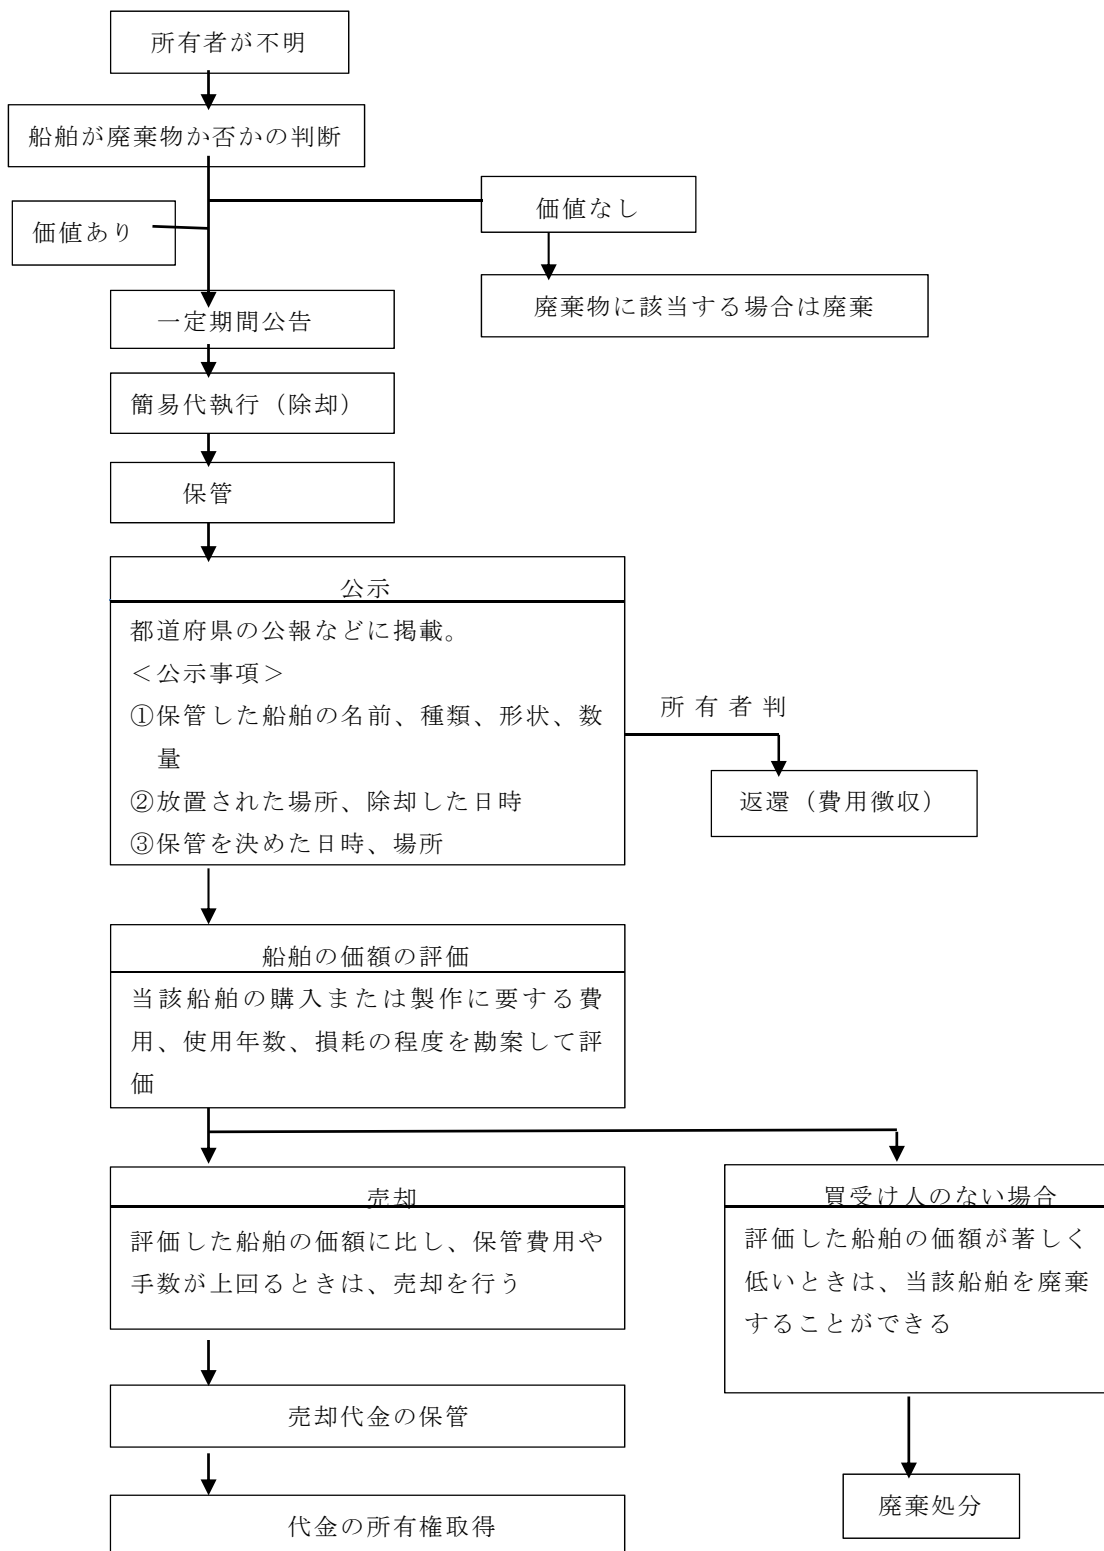 所有者が不明
船舶が廃棄物か否かの判断
価値なし
価値あり
廃棄物に該当する場合は廃棄
一定期間公告
簡易代執行（除却）
保管
公示
都道府県の公報などに掲載。
＜公示事項＞
①保管した船舶の名前、種類、形状、数
量
②放置された場所、除却した日時
③保管を決めた日時、場所
所有者判
返還（費用徴収）
船舶の価額の評価
当該船舶の購入または製作に要する費
用、使用年数、損耗の程度を勘案して評
価
売却
評価した船舶の価額に比し、保管費用や
手数が上回るときは、売却を行う
買受け人のない場合
評価した船舶の価額が著しく
低いときは、当該船舶を廃棄
することができる
売却代金の保管
代金の所有権取得
廃棄処分